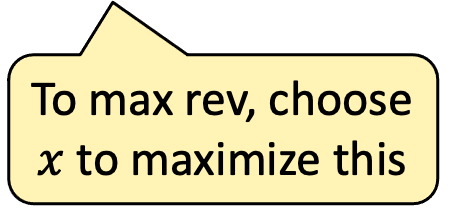 To max rev, choose
𝑥 to maximize this